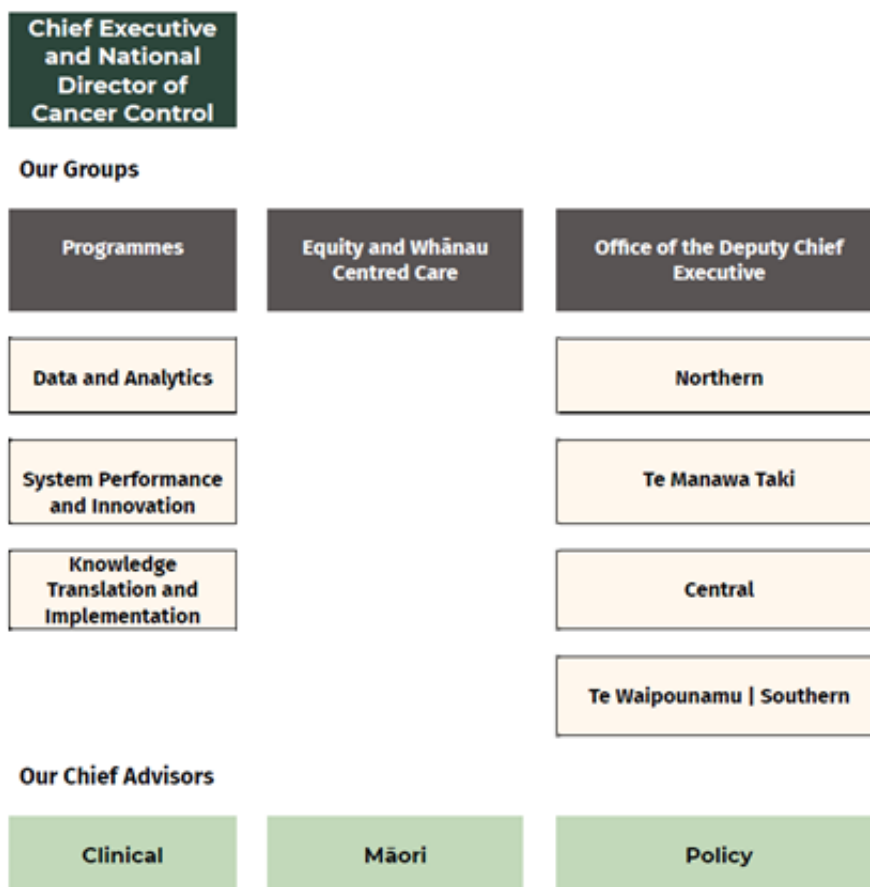 Chief Executive
and National
Director of
Cancer Control
Our Groups
Programmes
Equity and Whānau
Centred Care
Office of the Deputy Chief
Executive
Data and Analytics
Northern
System Performance
and Innovation
Te Manawa Taki
Knowledge
Translation and
Implementation
Central
Te Waipounamu | Southern
Our Chief Advisors
Clinical
Māori
Policy